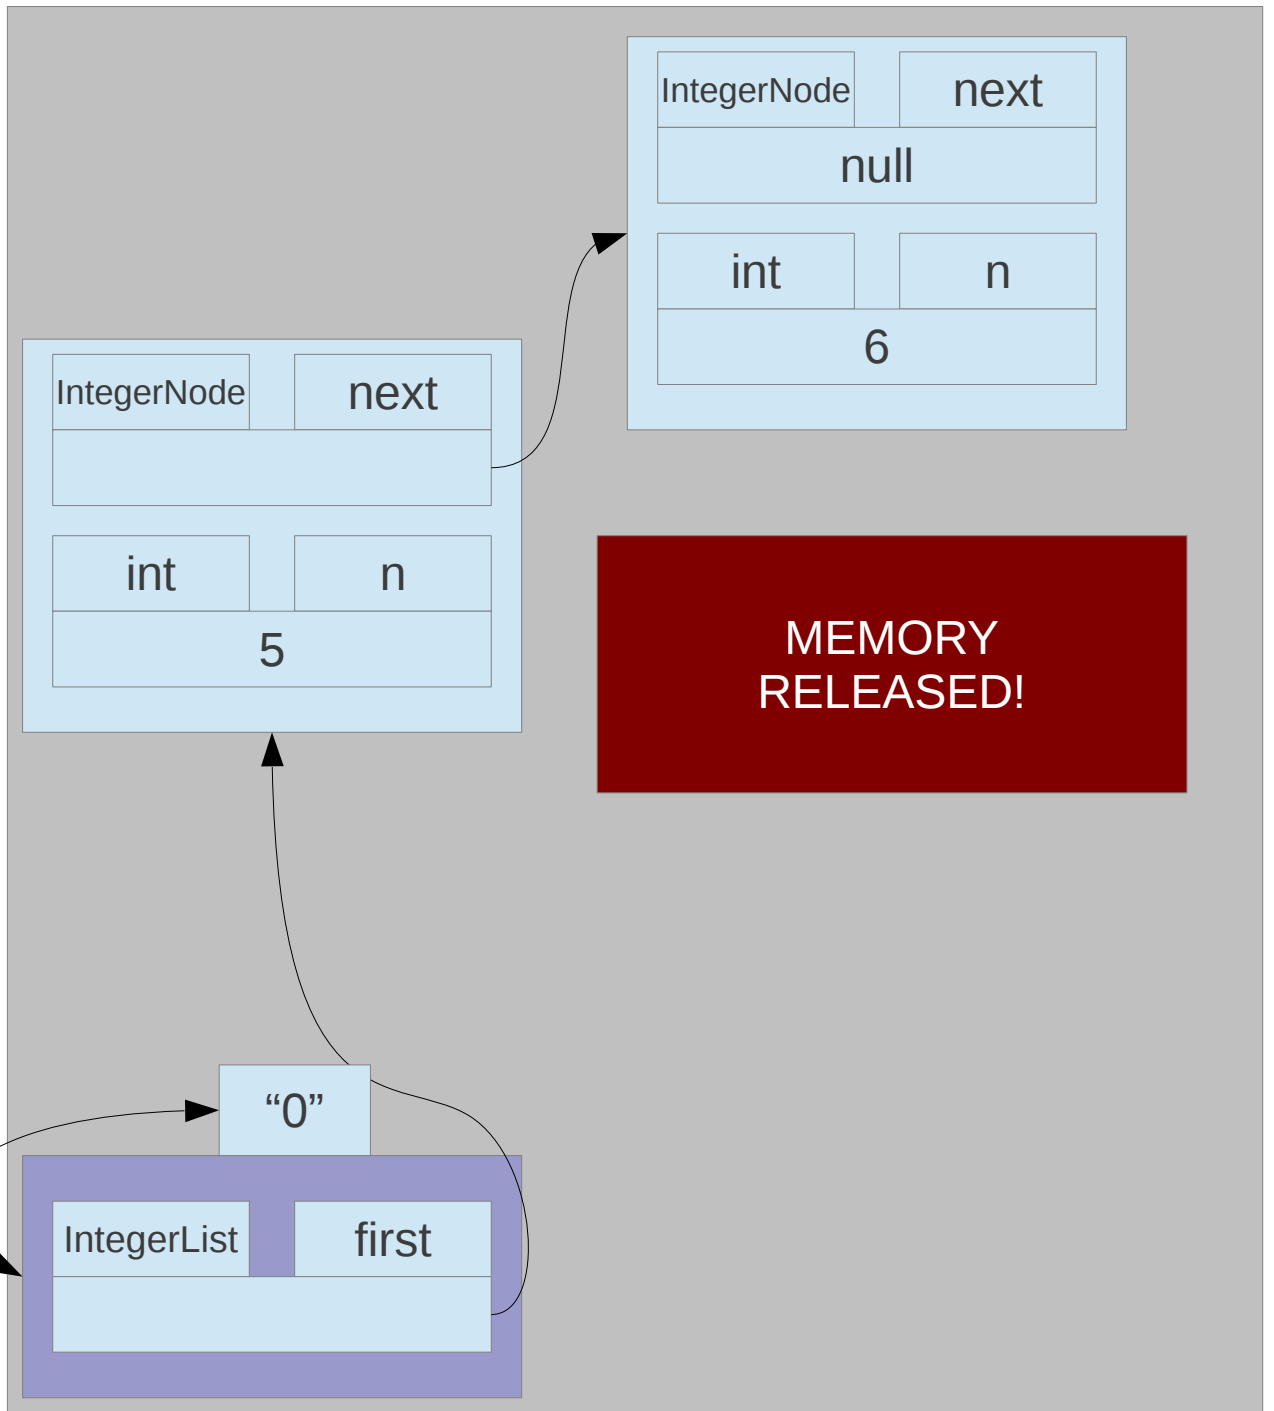 IntegerNode next
null
int n
6
IntegerNode next
int n
5
MEMORY
RELEASED!
“0”
IntegerList first